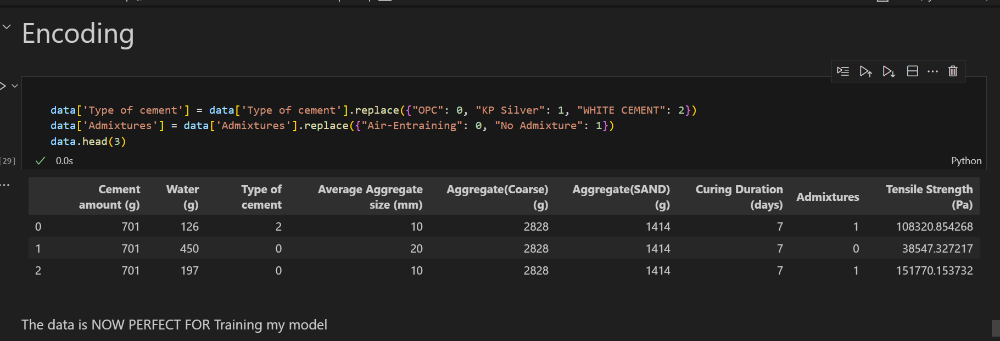 Encoding
data['Type of cement'] = data['Type of cement'].replace({"OPC": 0, "KP Silver": 1, "WHITE CEMENT": 2})
data['Admixtures'] = data['Admixtures'].replace({"Air-Entraining": 0, "No Admixture": 1})
data.head(3)
[29] 0.0s Python
Cement amount (g) Water (g) Type of cement Average Aggregate size (mm) Aggregate(Coarse) (g) Aggregate(SAND) (g) Curing Duration (days) Admixtures Tensile Strength (Pa)
0 701 126 2 10 2828 1414 7 1 108320.854268
1 701 450 0 20 2828 1414 7 0 38547.327217
2 701 197 0 10 2828 1414 7 1 151770.153732
The data is NOW PERFECT FOR Training my model